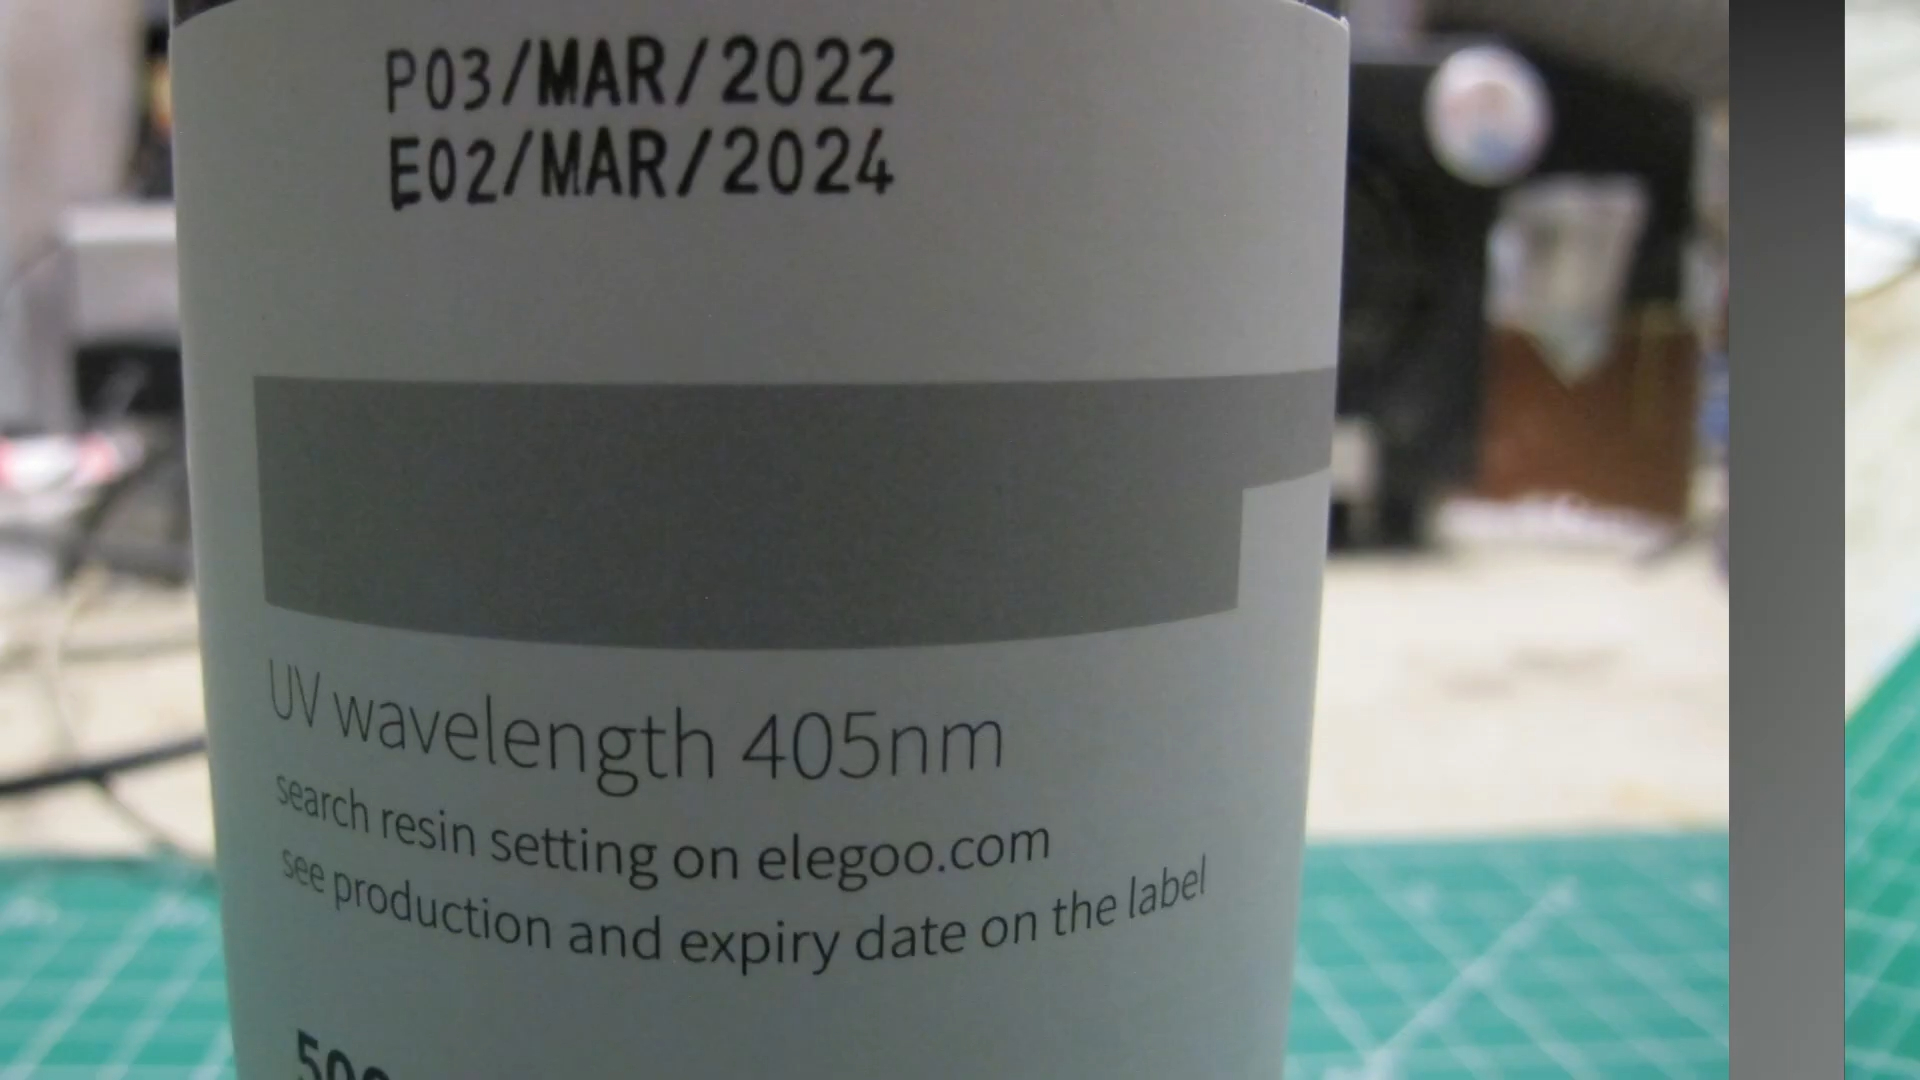 P03/MAR/2022
E02/MAR/2024
UV wavelength 405nm
search resin setting on elegoo.com
see production and expiry date on the label